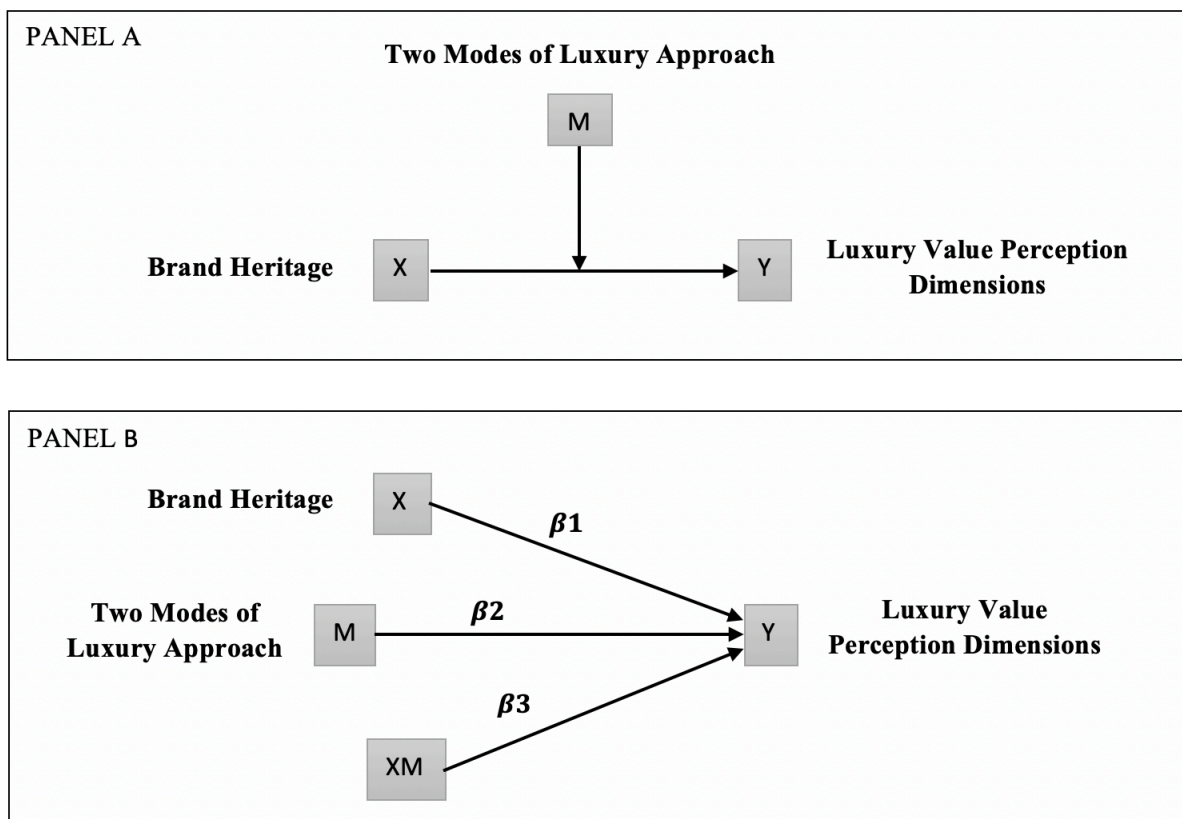 PANEL A
Two Modes of Luxury Approach
M
Brand Heritage
X
Y
Luxury Value Perception
Dimensions
PANEL B
Brand Heritage
X
β1
Two Modes of
Luxury Approach
M
β2
Y
Luxury Value
Perception Dimensions
β3
XM